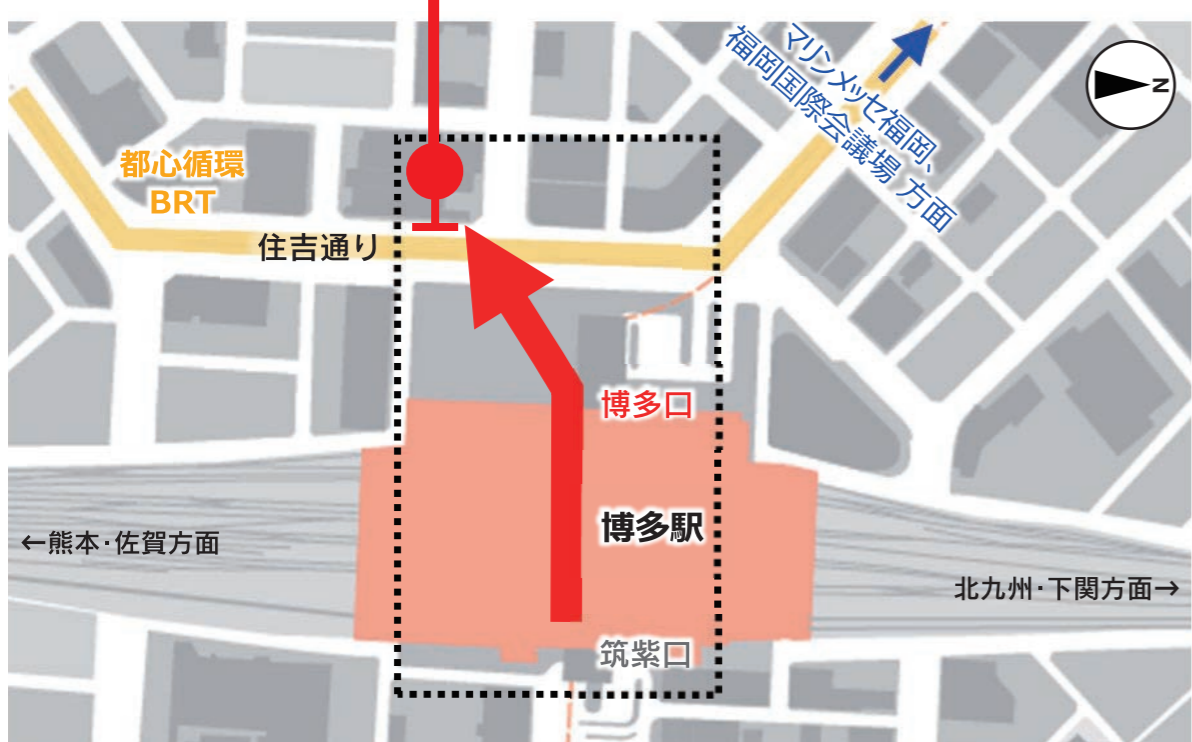 マリンメッセ福岡、
福岡国際会議場 方面
N
都心循環
BRT
住吉通り
博多口
博多駅
←熊本・佐賀方面
北九州・下関方面→
筑紫口